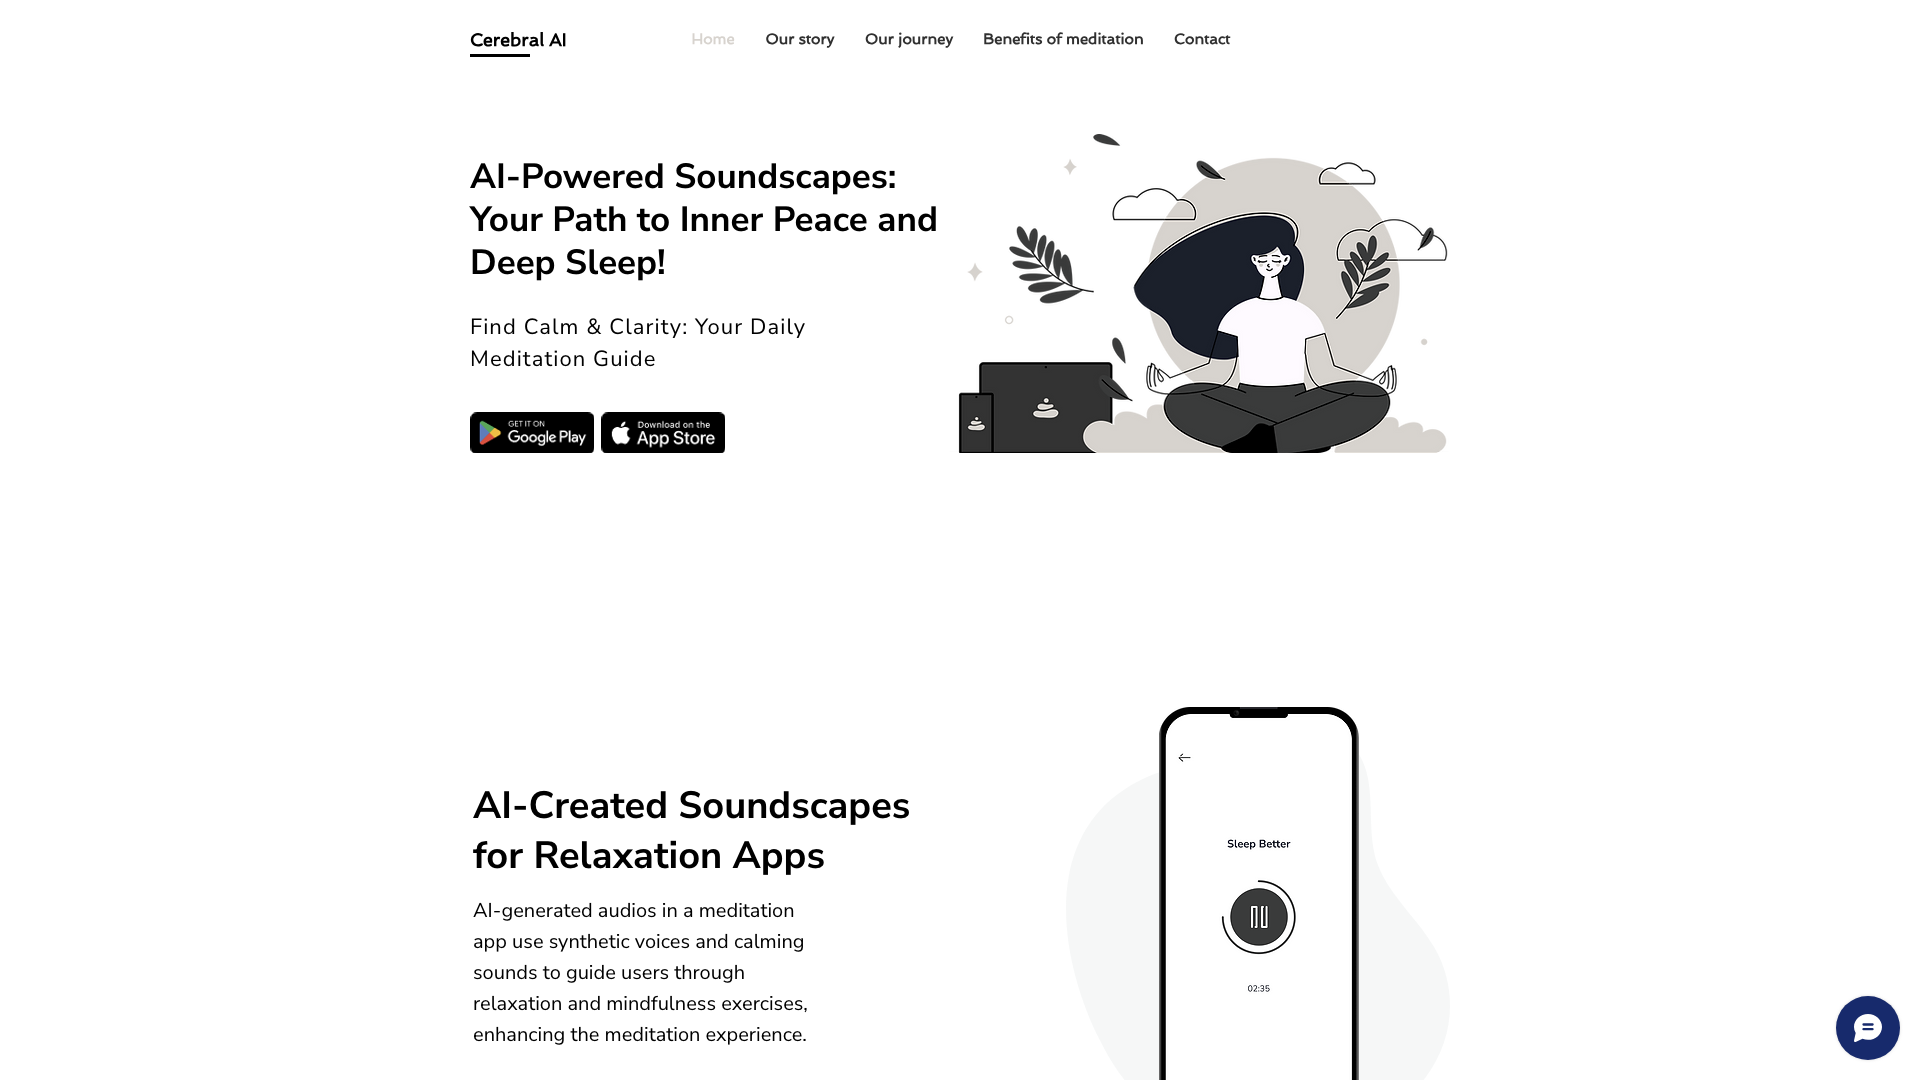 Cerebral AI
Home
Our story
Our journey
Benefits of meditation
Contact
AI-Powered Soundscapes:
Your Path to Inner Peace and
Deep Sleep!
Find Calm & Clarity: Your Daily
Meditation Guide
GET IT ON
Google Play
Download on the
App Store
AI-Created Soundscapes
for Relaxation Apps
AI-generated audios in a meditation
app use synthetic voices and calming
sounds to guide users through
relaxation and mindfulness exercises,
enhancing the meditation experience.
Sleep Better
02:35